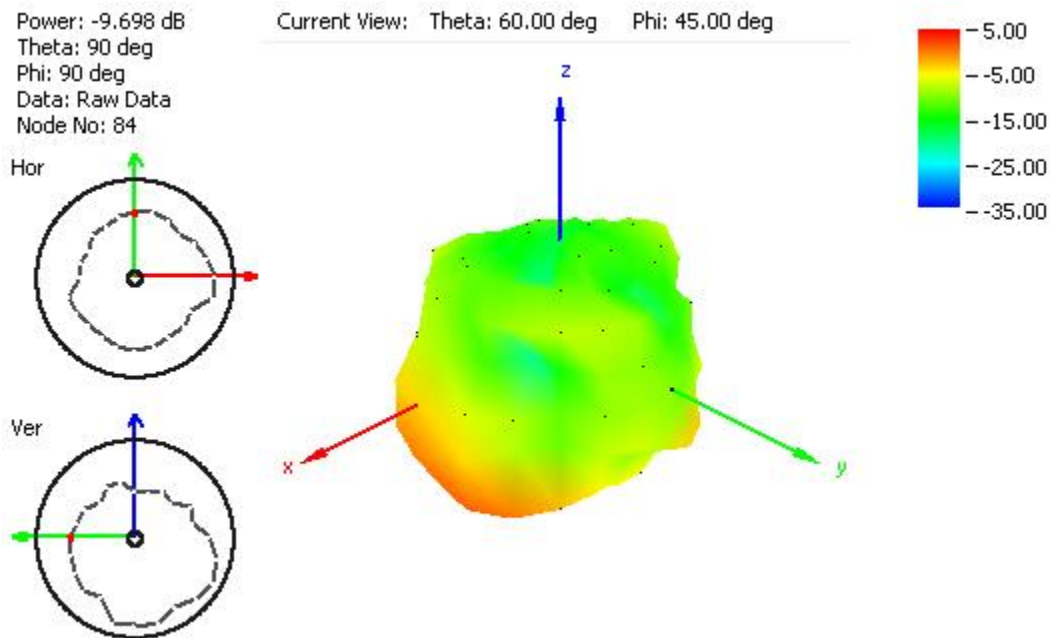 Power: -9.698 dB
Theta: 90 deg
Phi: 90 deg
Data: Raw Data
Node No: 84
Current View: Theta: 60.00 deg Phi: 45.00 deg
5.00
-5.00
-15.00
-25.00
-35.00
Hor
Ver
z
x
y